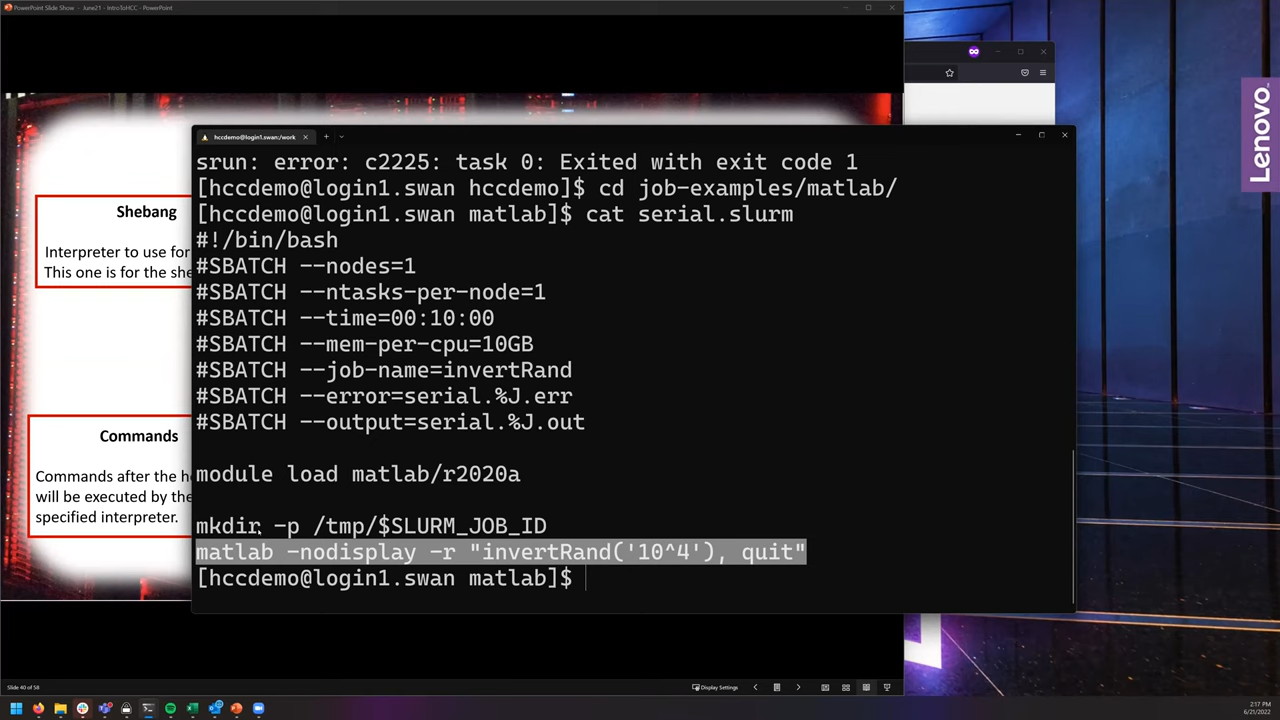 PowerPoint Slide Show - June21 - IntroToHCC - PowerPoint
Lenovo
hccdemo@login1.swan:/work
srun: error: c2225: task 0: Exited with exit code 1
[hccdemo@login1.swan hccdemo]$ cd job-examples/matlab/
[hccdemo@login1.swan matlab]$ cat serial.slurm
#!/bin/bash
#SBATCH --nodes=1
#SBATCH --ntasks-per-node=1
#SBATCH --time=00:10:00
#SBATCH --mem-per-cpu=10GB
#SBATCH --job-name=invertRand
#SBATCH --error=serial.%J.err
#SBATCH --output=serial.%J.out
module load matlab/r2020a
mkdir -p /tmp/$SLURM_JOB_ID
matlab -nodisplay -r "invertRand('10^4'), quit"
[hccdemo@login1.swan matlab]$
Shebang
Interpreter to use for
This one is for the she
Commands
Commands after the he
will be executed by the
specified interpreter.
Slide 40 of 58
Display Settings
2:17 PM
6/21/2022